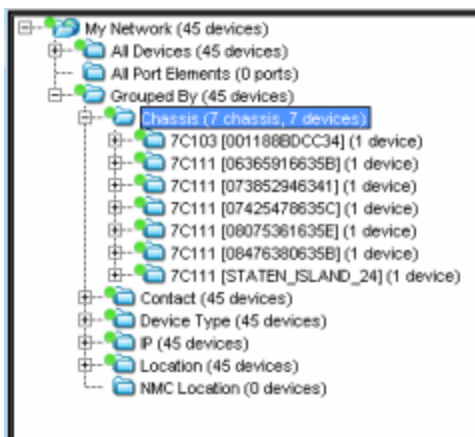 My Network (45 devices)
All Devices (45 devices)
All Port Elements (0 ports)
Grouped By (45 devices)
Chassis (7 chassis, 7 devices)
7C103 [001188BDCC34] (1 device)
7C111 [06365916635B] (1 device)
7C111 [073852946341] (1 device)
7C111 [07425478635C] (1 device)
7C111 [08075361635E] (1 device)
7C111 [08476380635B] (1 device)
7C111 [STATEN_ISLAND_24] (1 device)
Contact (45 devices)
Device Type (45 devices)
IP (45 devices)
Location (45 devices)
NMC Location (0 devices)